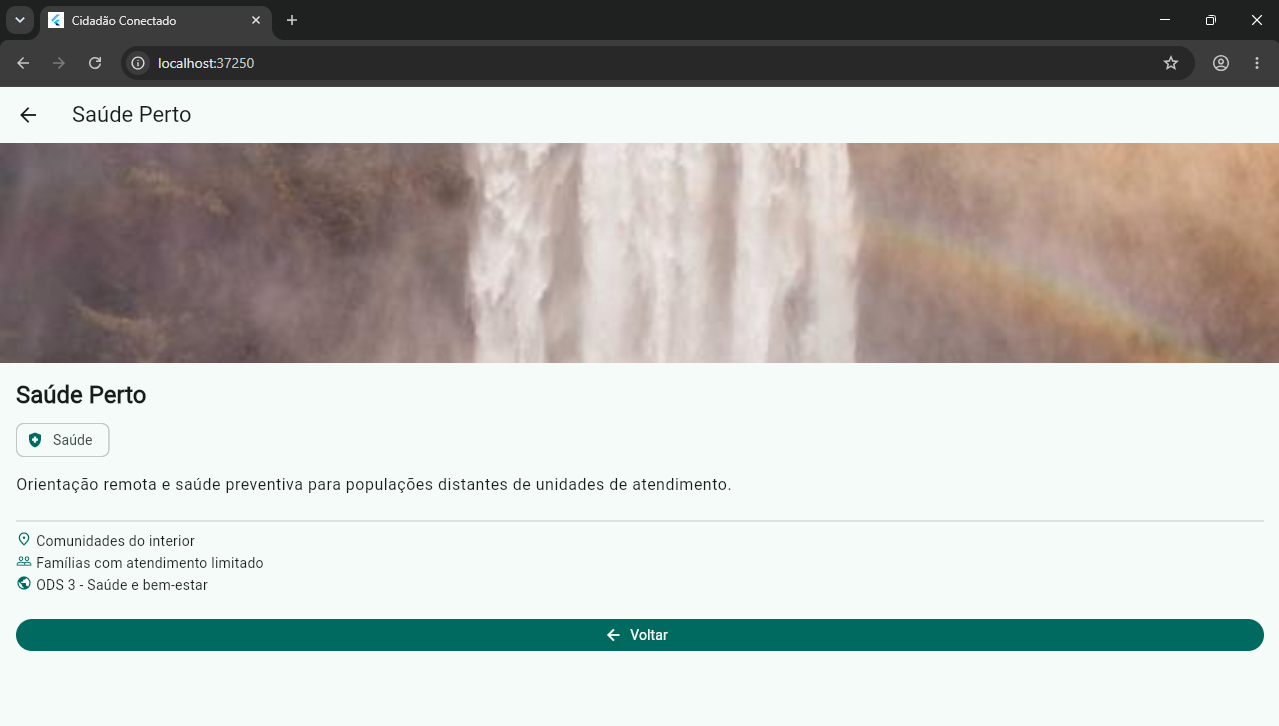 Cidadão Conectado
localhost:37250
Saúde Perto
Saúde Perto
Saúde
Orientação remota e saúde preventiva para populações distantes de unidades de atendimento.
Comunidades do interior
Famílias com atendimento limitado
ODS 3 - Saúde e bem-estar
Voltar